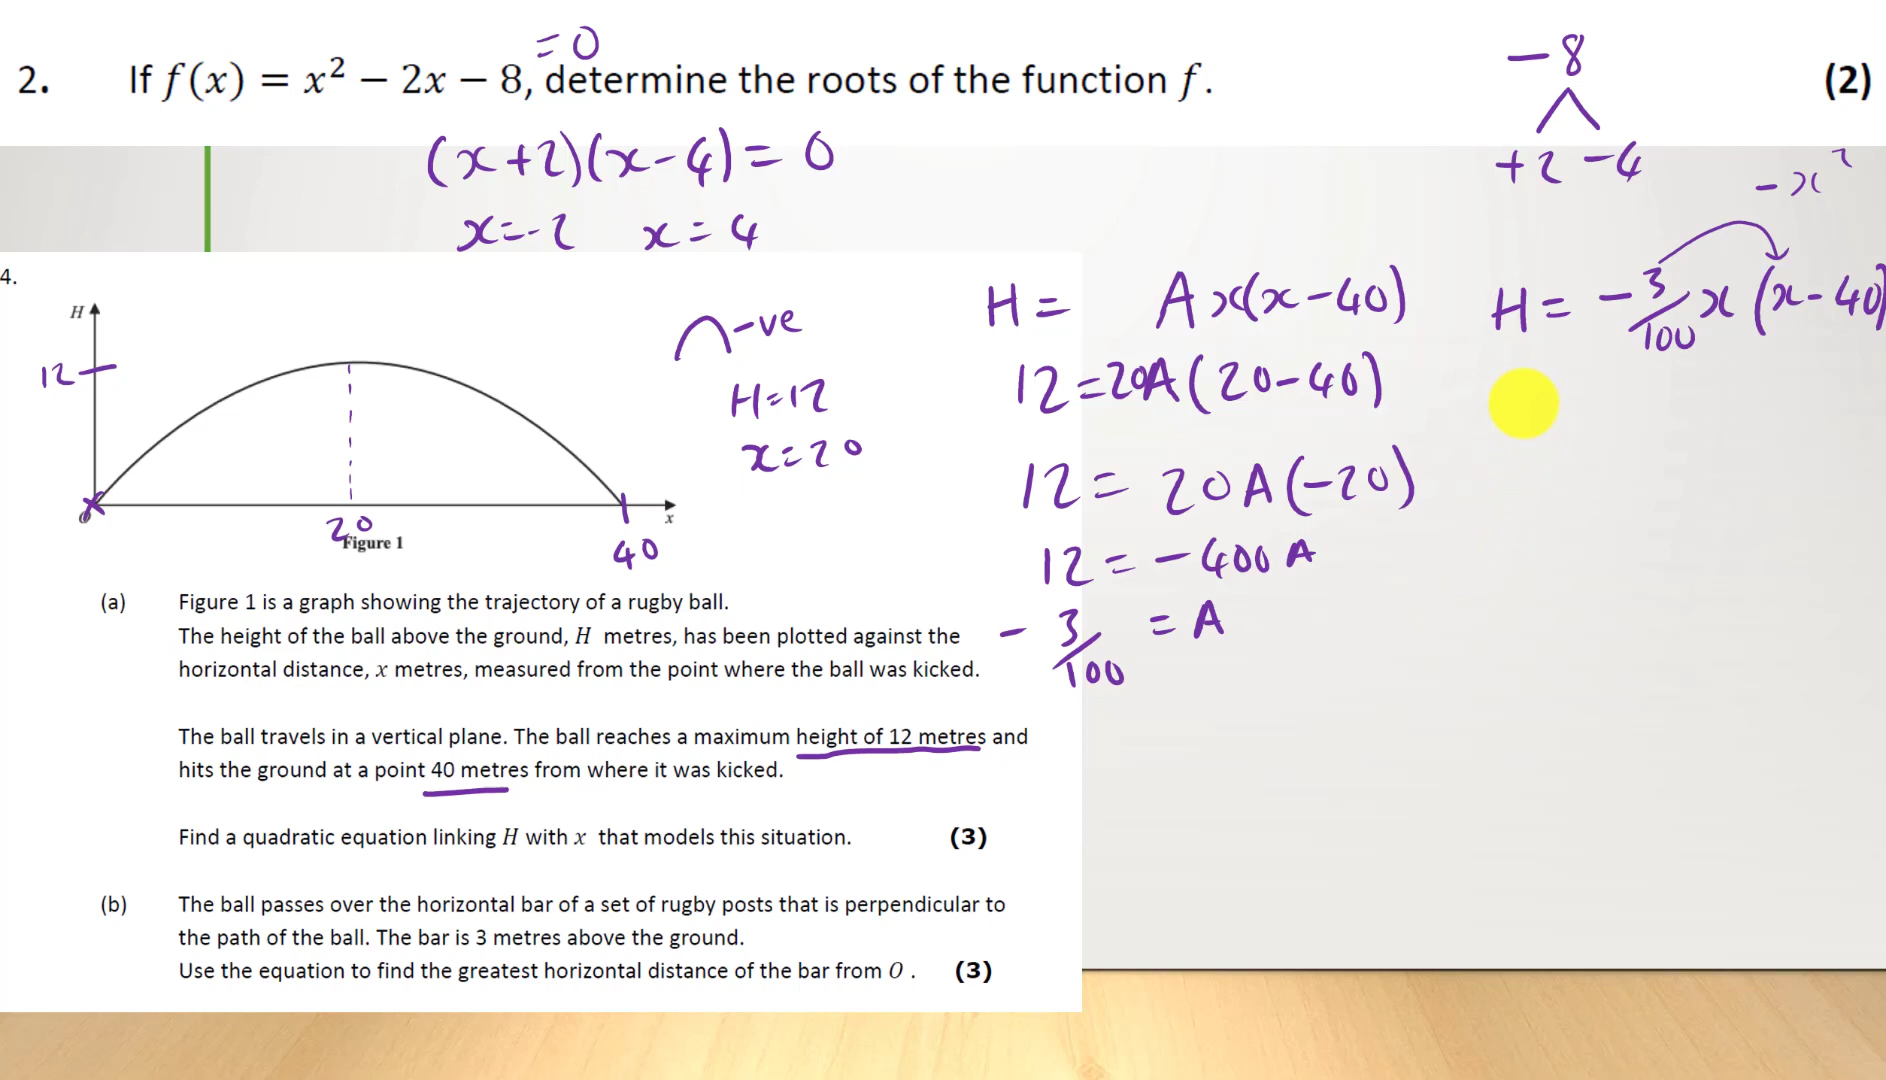 =0
2. If f(x) = x² − 2x − 8, determine the roots of the function f. (2)
−8
+2 −4
(x+2)(x−4)=0
x=-2 x=4
−x²
4.
H
12
O
20
40
x
Figure 1
-ve
H=12
x=20
H= Ax(x−40)
12=20A(20−40)
12= 20A(−20)
12= −400A
− 3/100 = A
H= −3/100 x(x−40)
(a) Figure 1 is a graph showing the trajectory of a rugby ball.
The height of the ball above the ground, H metres, has been plotted against the
horizontal distance, x metres, measured from the point where the ball was kicked.
The ball travels in a vertical plane. The ball reaches a maximum height of 12 metres and
hits the ground at a point 40 metres from where it was kicked.
Find a quadratic equation linking H with x that models this situation. (3)
(b) The ball passes over the horizontal bar of a set of rugby posts that is perpendicular to
the path of the ball. The bar is 3 metres above the ground.
Use the equation to find the greatest horizontal distance of the bar from O . (3)